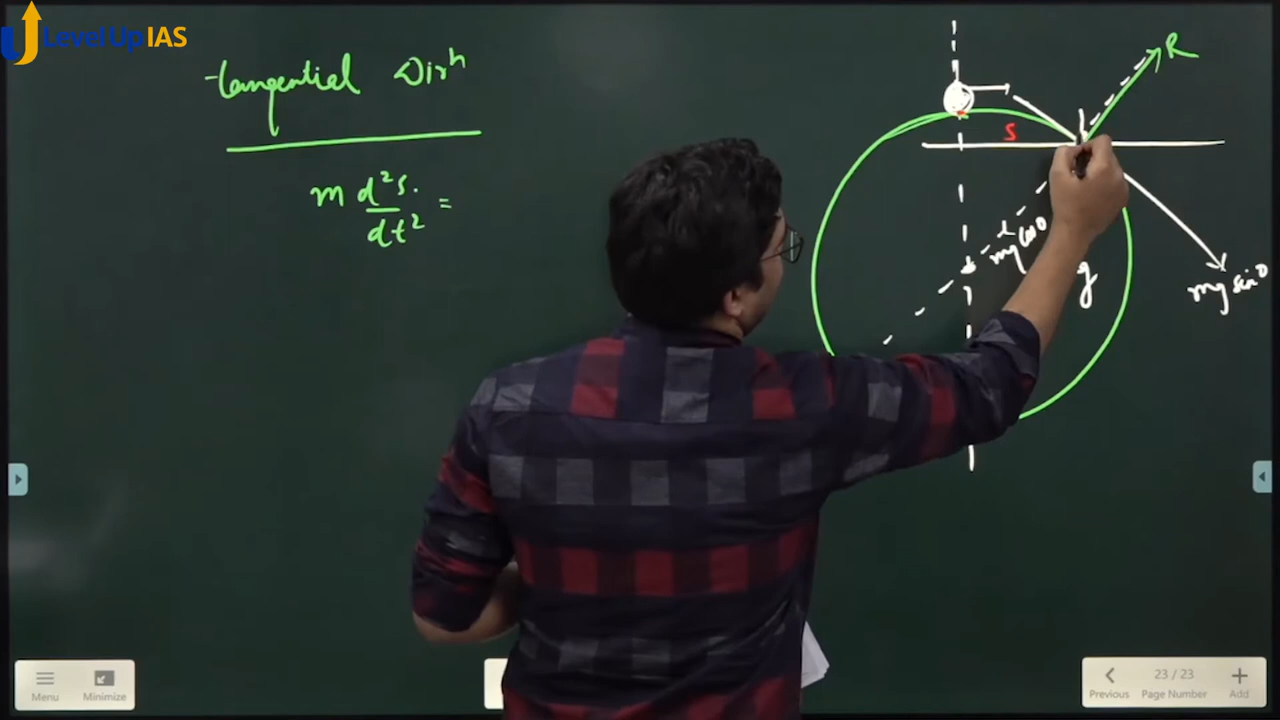 Level Up IAS
Tangential Dirⁿ
m d²s. / dt² =
R
S
mg cosθ
mg sinθ
g
Menu
Minimize
Previous
23 / 23
Page Number
Add